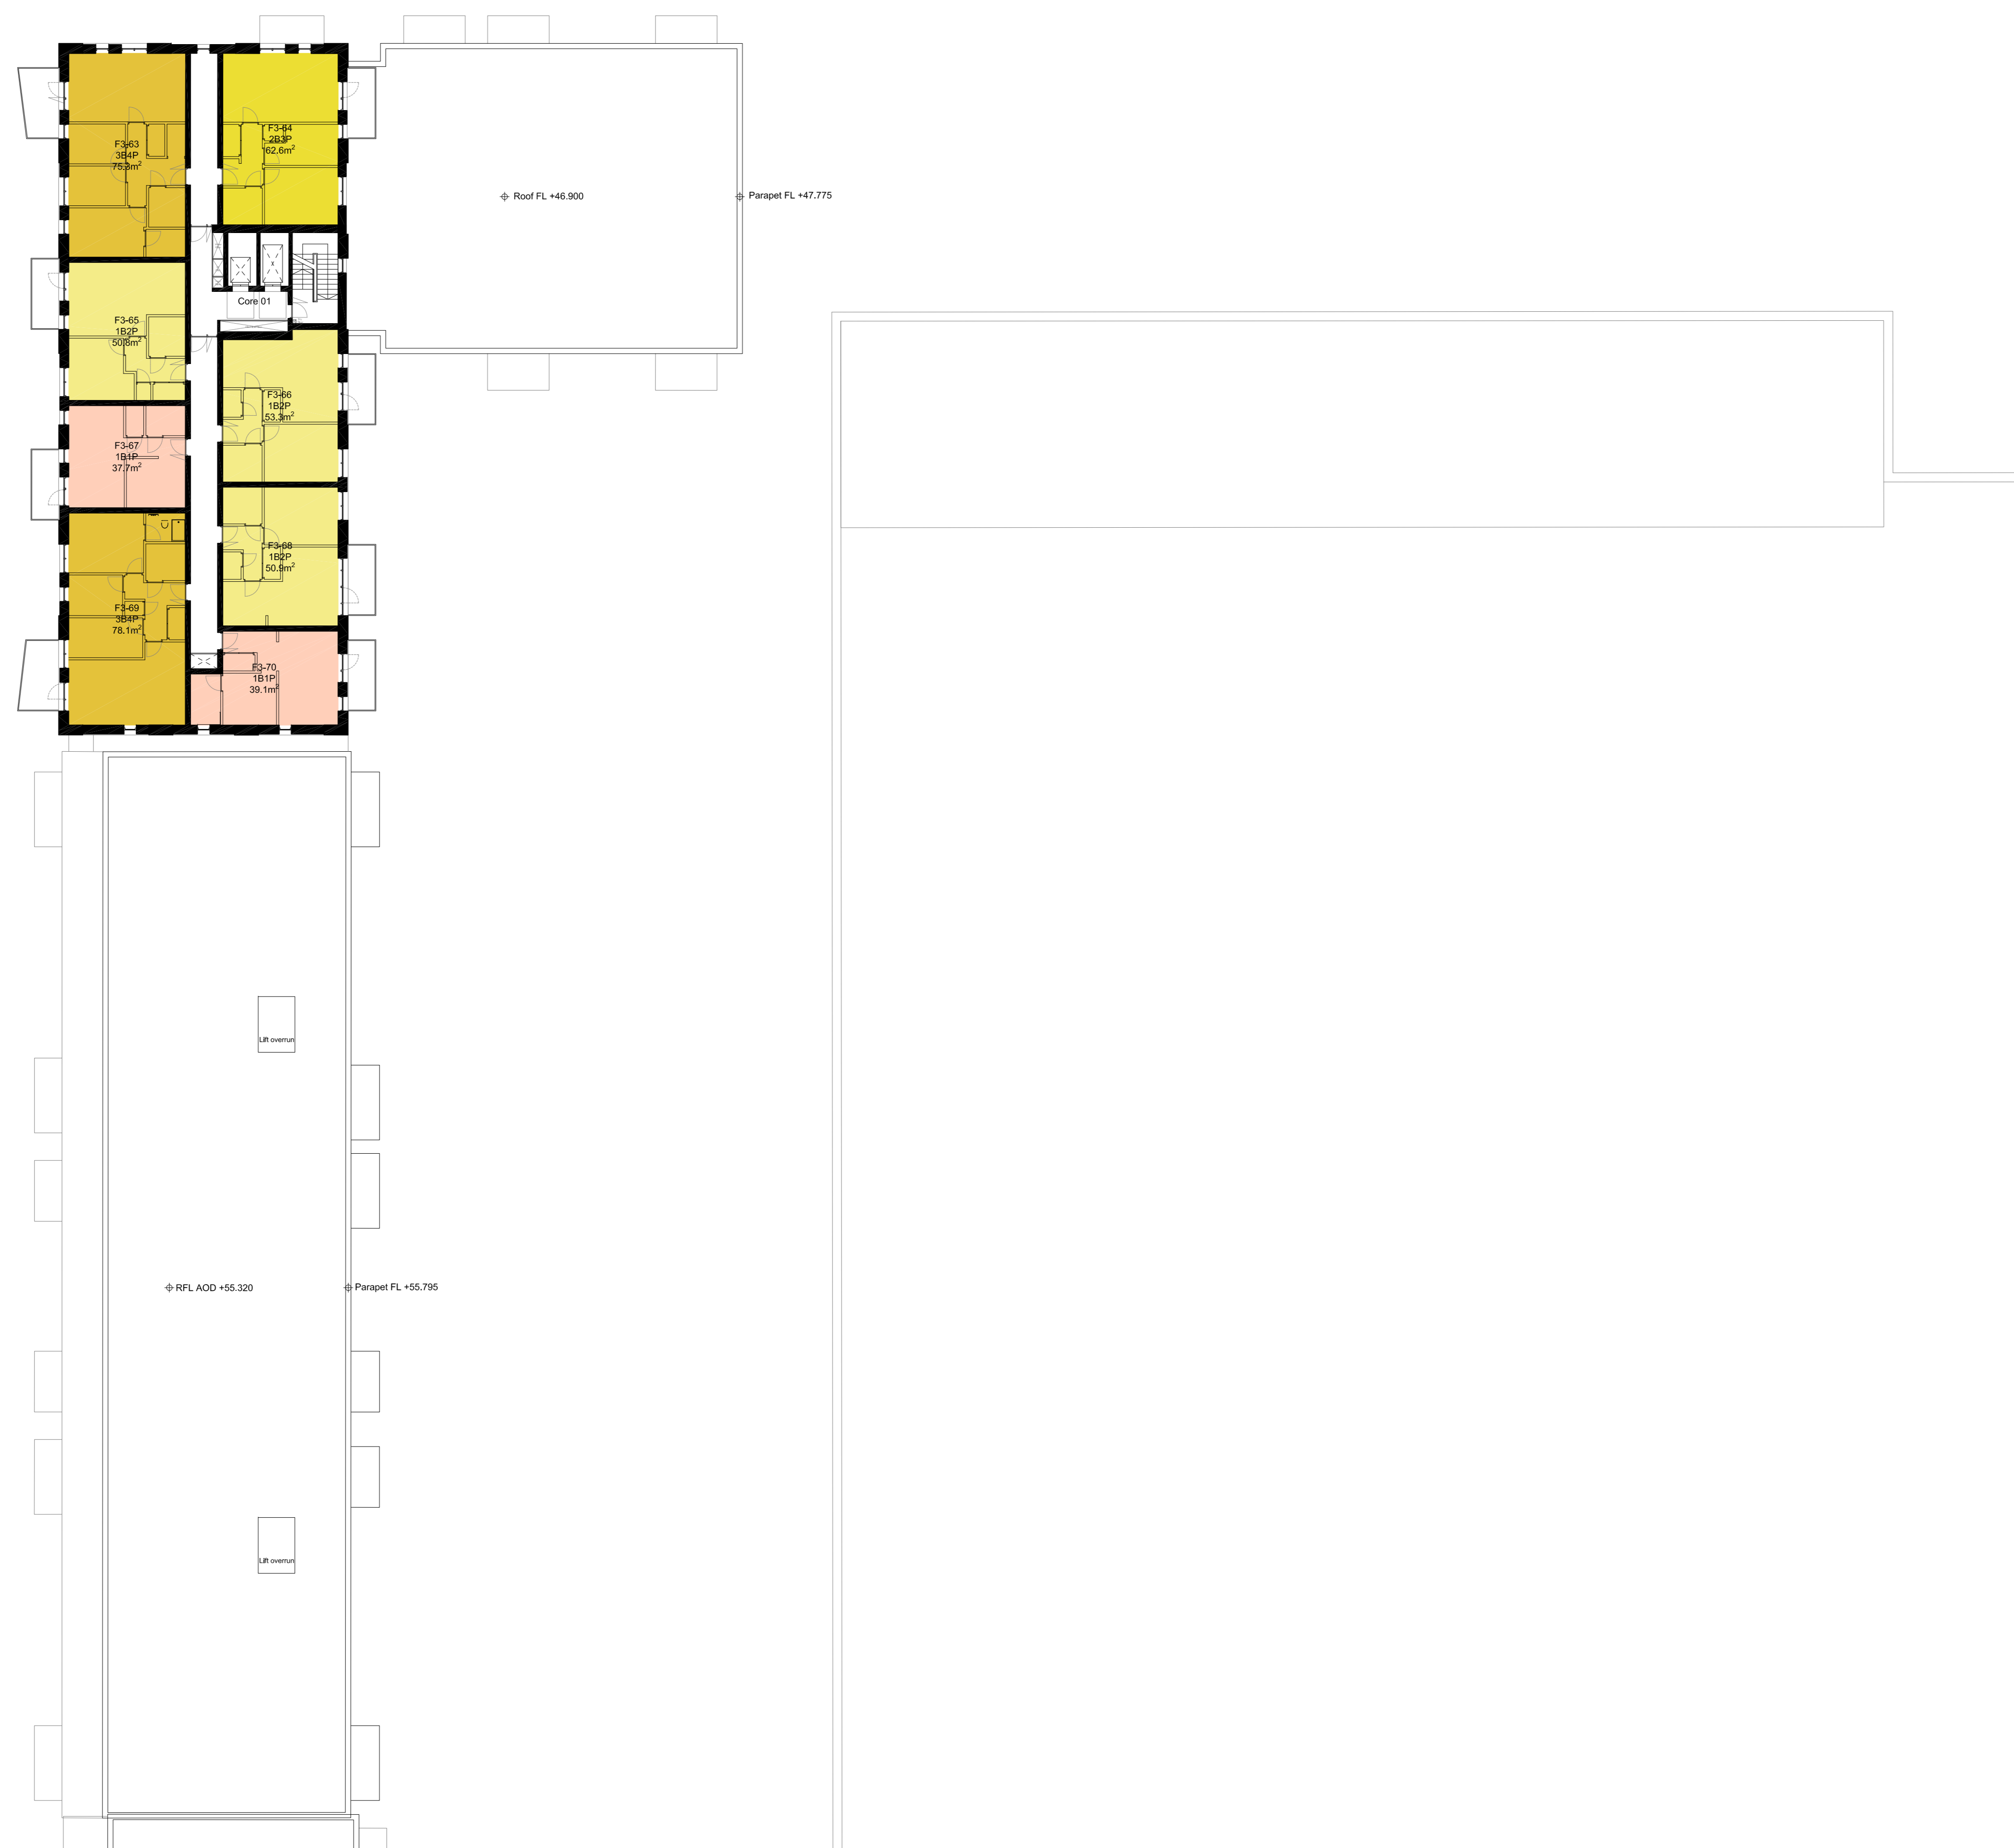 F3-63
3B4P
75.3m²
F3-64
2B3P
62.6m²
Roof FL +46.900
Parapet FL +47.775
Core 01
F3-65
1B2P
50.8m²
F3-66
1B2P
53.3m²
F3-67
1B1P
37.7m²
F3-68
1B2P
50.9m²
F3-69
3B4P
78.1m²
F3-70
1B1P
39.1m²
Lift overrun
RFL AOD +55.320
Parapet FL +55.795
Lift overrun